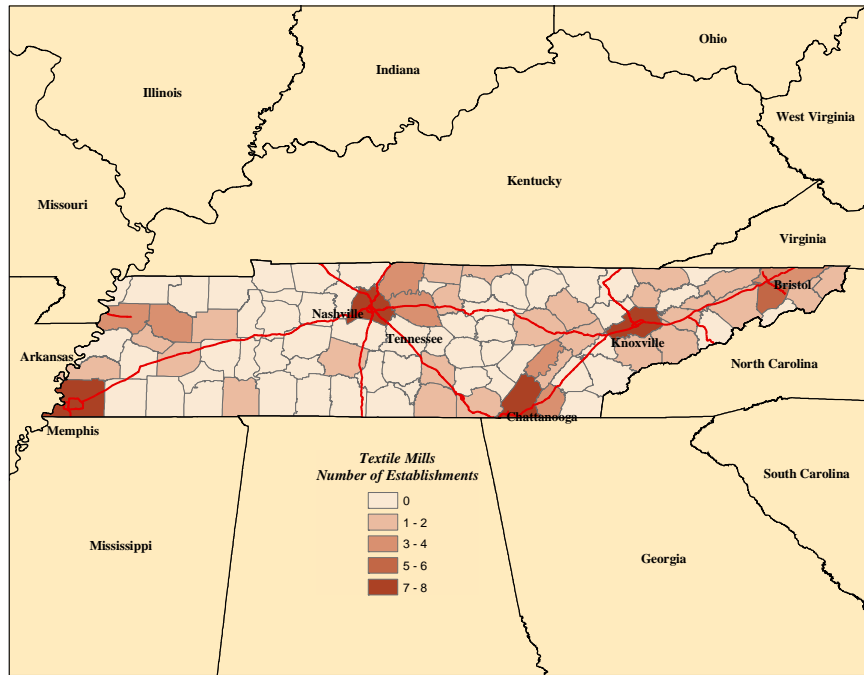 Ohio
Indiana
Illinois
West Virginia
Kentucky
Missouri
Virginia
Bristol
Nashville
Tennessee
Knoxville
Arkansas
North Carolina
Chattanooga
Memphis
Textile Mills
Number of Establishments
South Carolina
0
1 - 2
3 - 4
5 - 6
7 - 8
Mississippi
Georgia